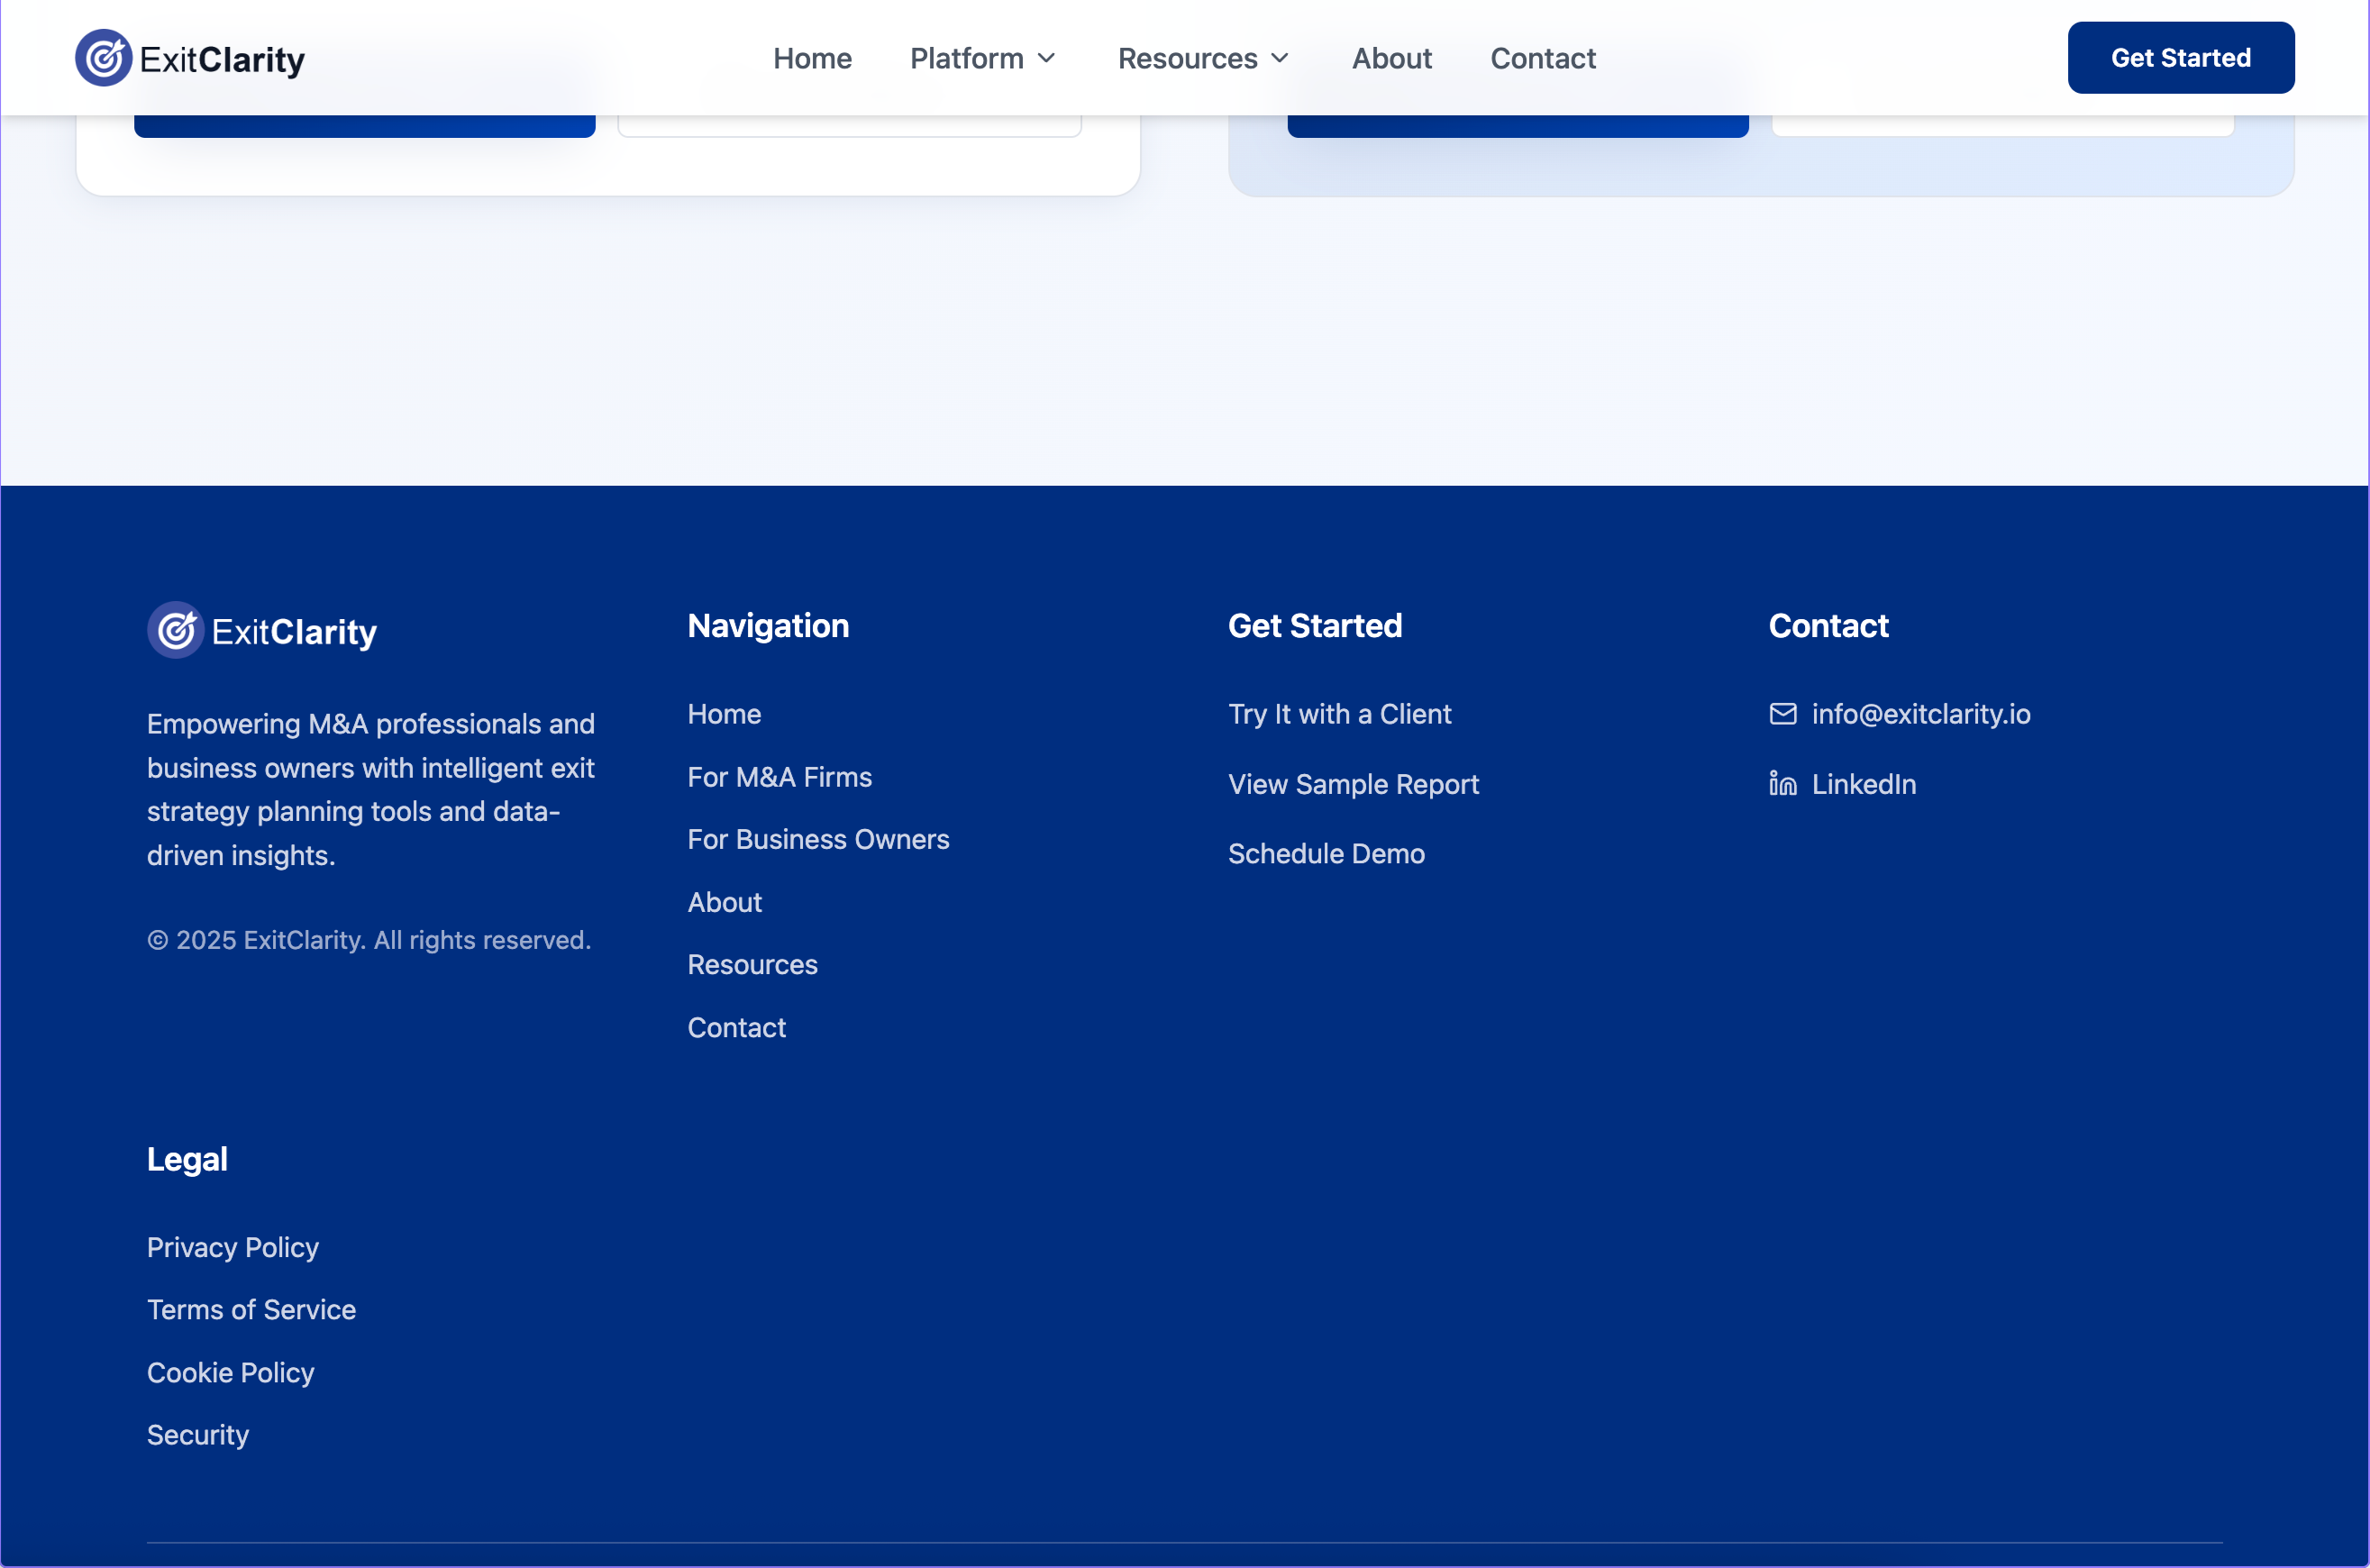 ExitClarity
Home
Platform
Resources
About
Contact
Get Started
ExitClarity
Empowering M&A professionals and
business owners with intelligent exit
strategy planning tools and data-
driven insights.
© 2025 ExitClarity. All rights reserved.
Navigation
Home
For M&A Firms
For Business Owners
About
Resources
Contact
Get Started
Try It with a Client
View Sample Report
Schedule Demo
Contact
info@exitclarity.io
LinkedIn
Legal
Privacy Policy
Terms of Service
Cookie Policy
Security